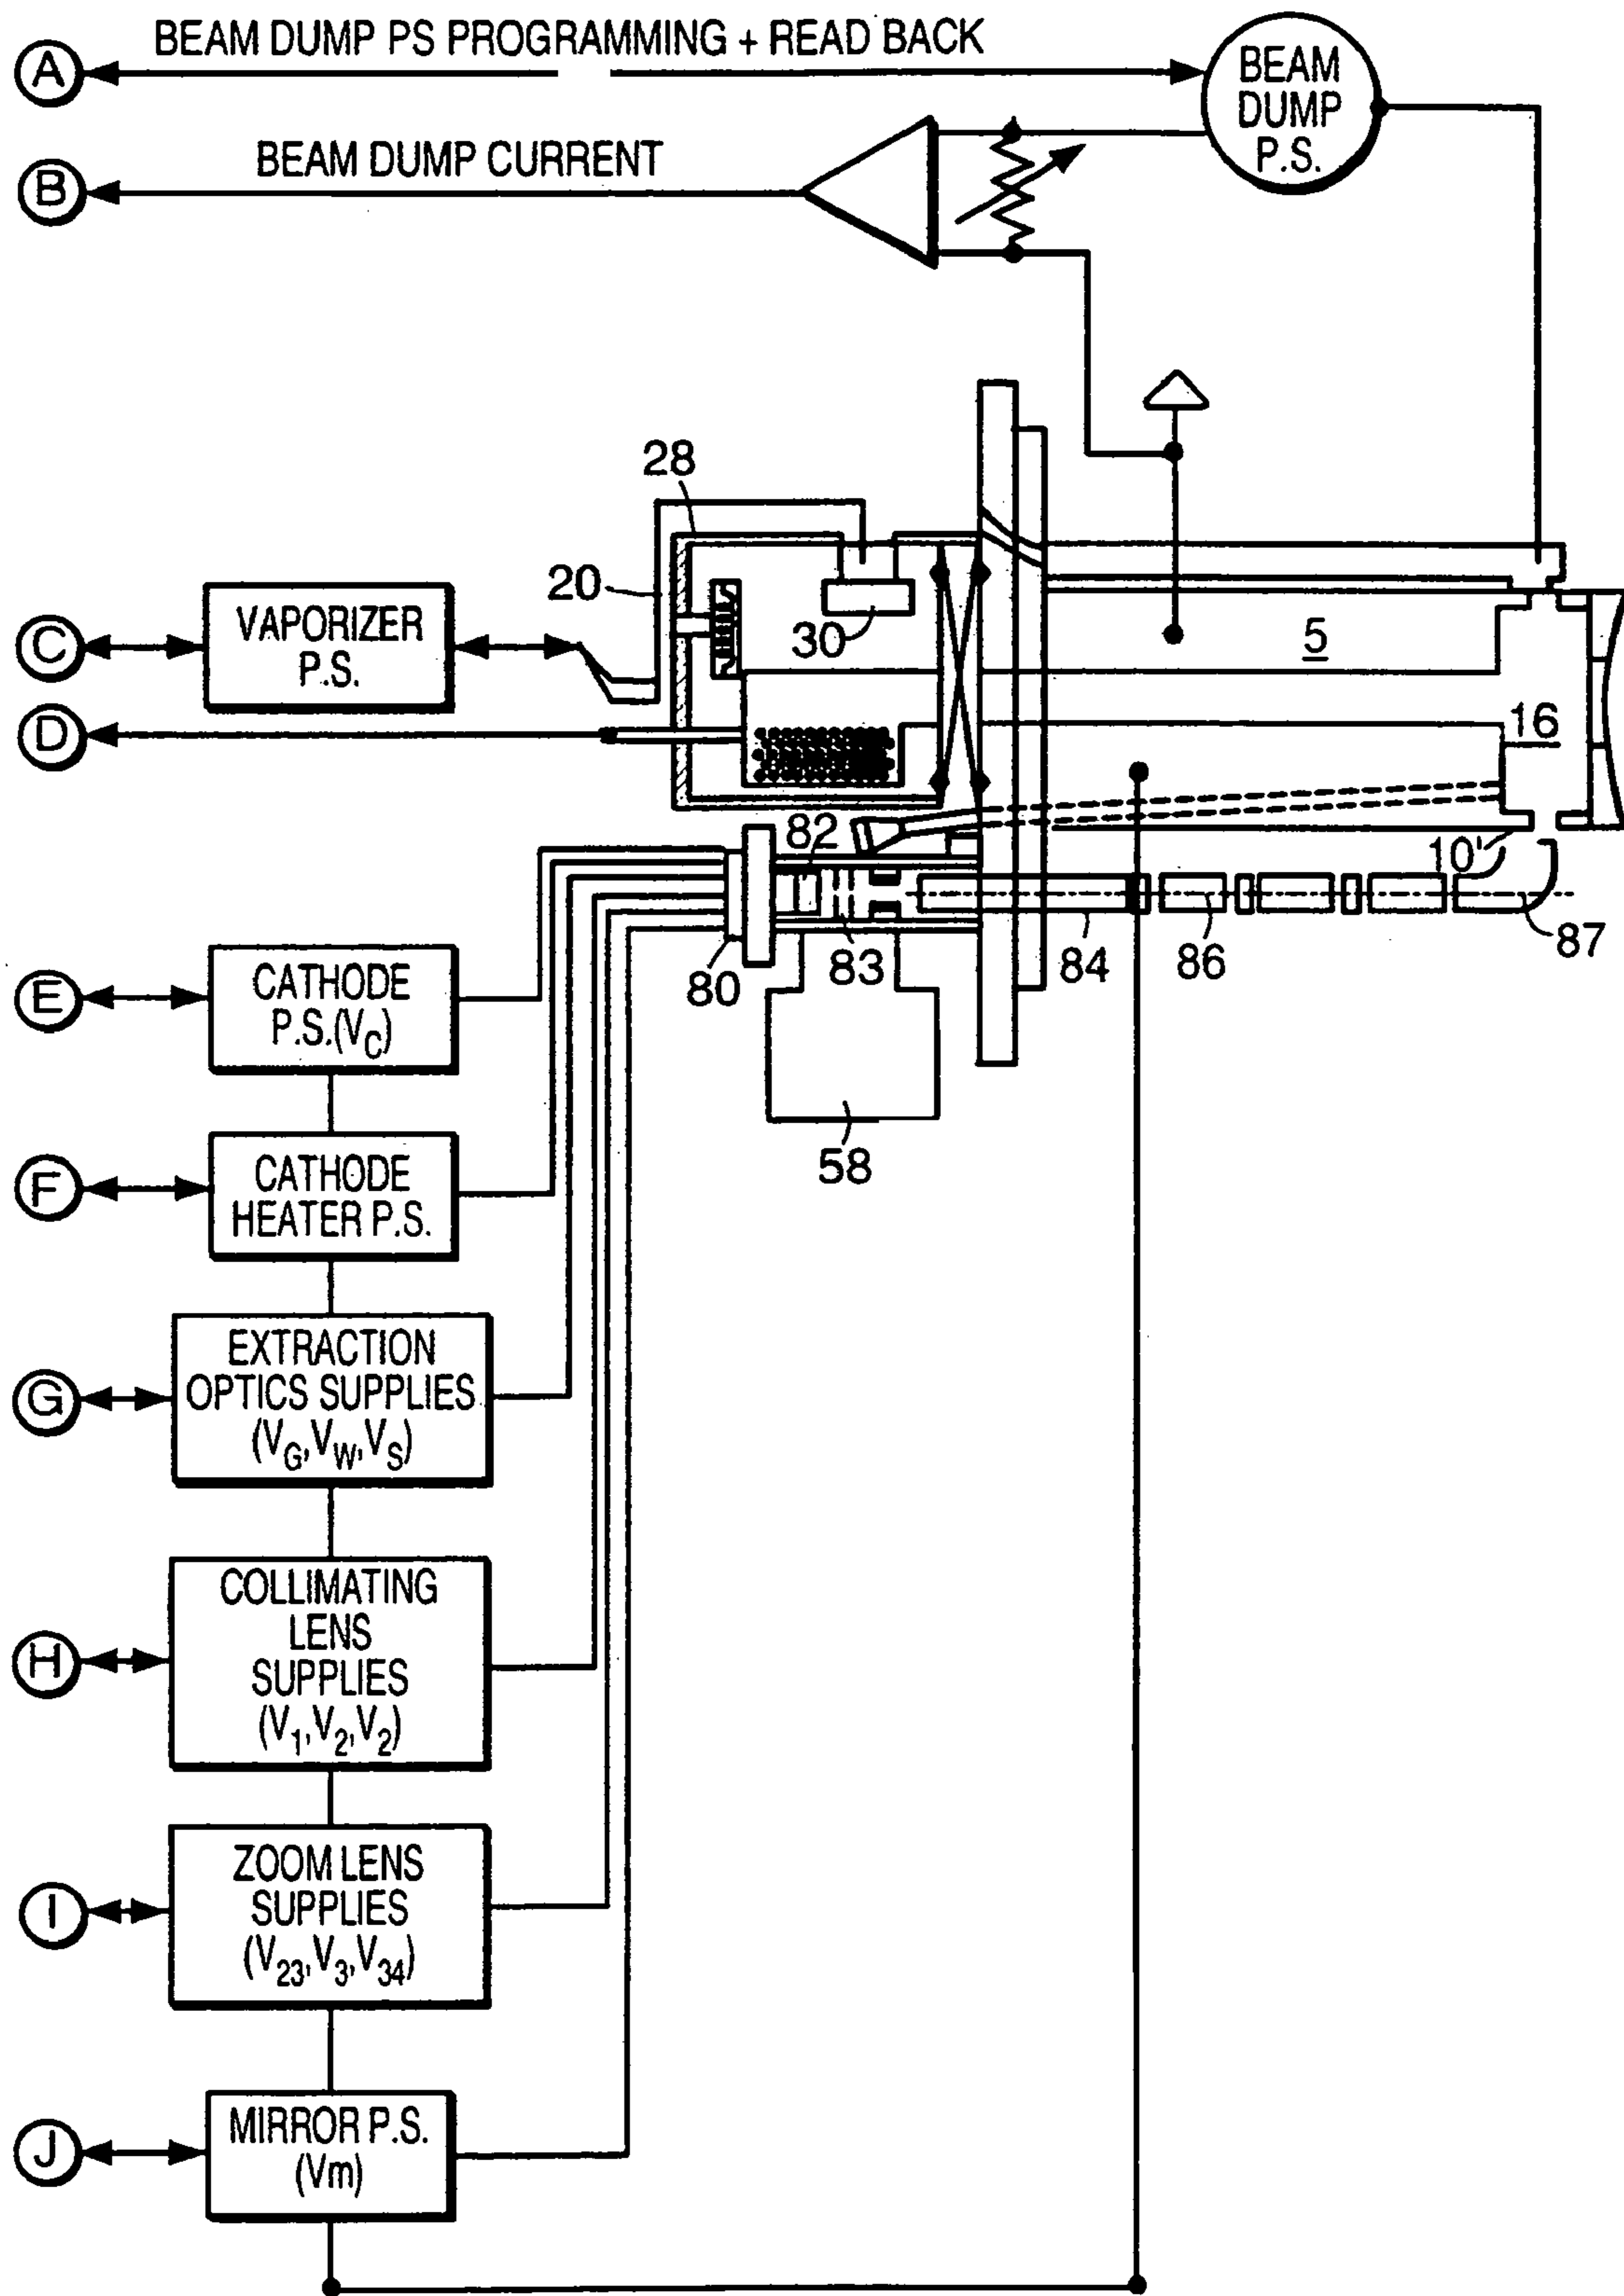 A
BEAM DUMP PS PROGRAMMING + READ BACK
BEAM
DUMP
P.S.
B
BEAM DUMP CURRENT
28
20
30
5
C
VAPORIZER
P.S.
D
16
82
10'
80
83
84
86
87
E
CATHODE
P.S.(VC)
58
F
CATHODE
HEATER P.S.
G
EXTRACTION
OPTICS SUPPLIES
(VG, VW, VS)
H
COLLIMATING
LENS
SUPPLIES
(V1, V2, V2)
I
ZOOM LENS
SUPPLIES
(V23, V3, V34)
J
MIRROR P.S.
(Vm)